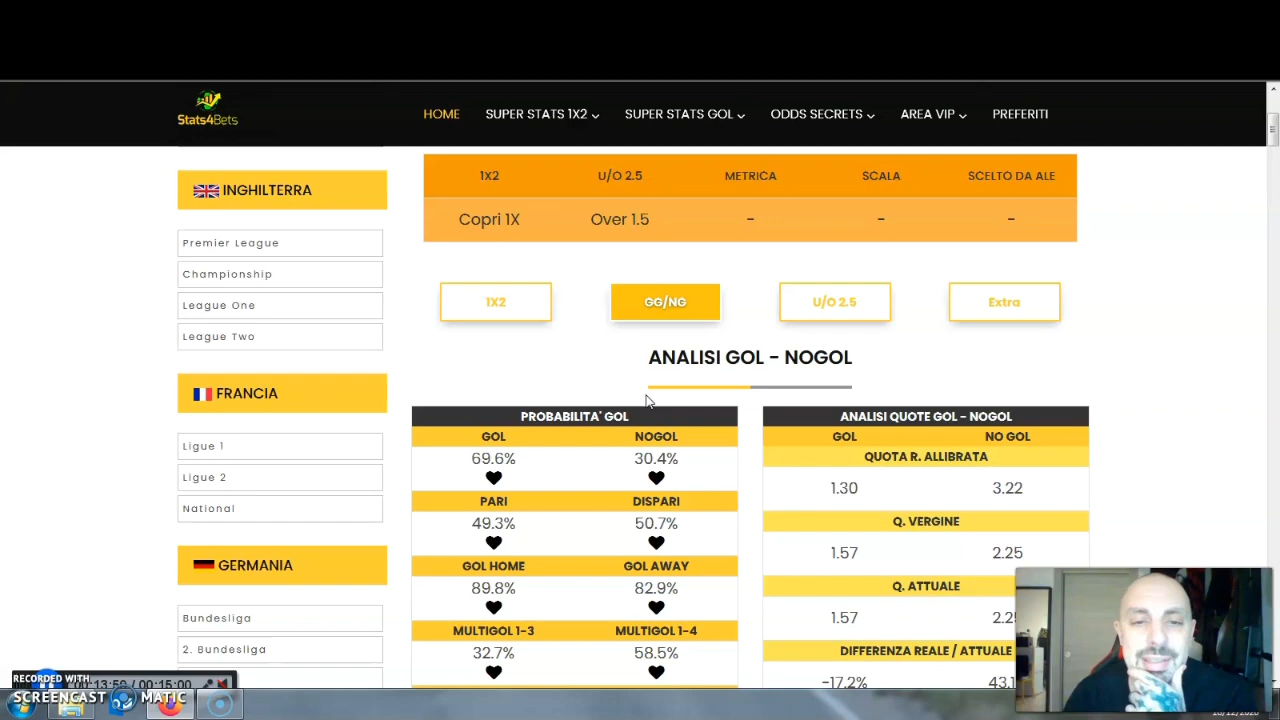 Stats4Bets
HOME SUPER STATS 1X2 SUPER STATS GOL ODDS SECRETS AREA VIP PREFERITI
INGHILTERRA
Premier League
Championship
League One
League Two
FRANCIA
Ligue 1
Ligue 2
National
GERMANIA
Bundesliga
2. Bundesliga
1X2 U/O 2.5 METRICA SCALA SCELTO DA ALE
Copri 1X Over 1.5 - - -
1X2 GG/NG U/O 2.5 Extra
ANALISI GOL - NOGOL
PROBABILITA' GOL
GOL NOGOL
69.6% 30.4%
PARI DISPARI
49.3% 50.7%
GOL HOME GOL AWAY
89.8% 82.9%
MULTIGOL 1-3 MULTIGOL 1-4
32.7% 58.5%
ANALISI QUOTE GOL - NOGOL
GOL NO GOL
QUOTA R. ALLIBRATA
1.30 3.22
Q. VERGINE
1.57 2.25
Q. ATTUALE
1.57
DIFFERENZA REALE / ATTUALE
-17.2%
RECORDED WITH
SCREENCAST MATIC